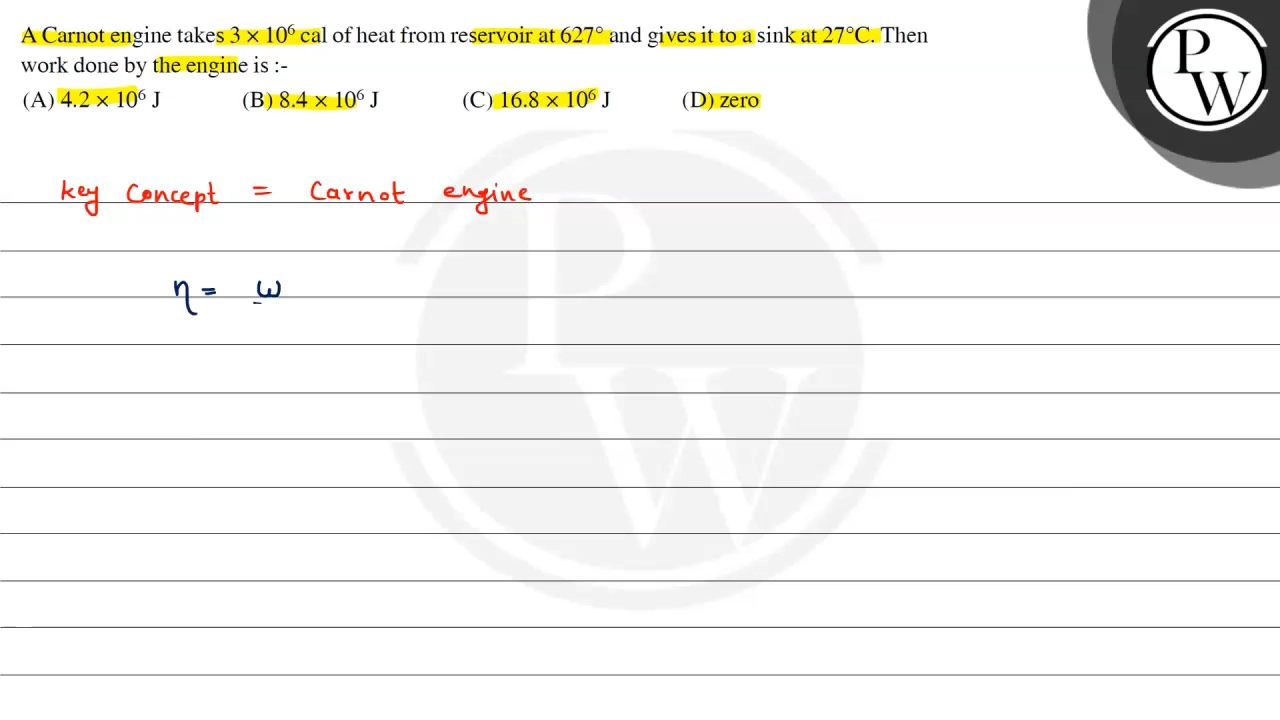 A Carnot engine takes 3 × 10⁶ cal of heat from reservoir at 627° and gives it to a sink at 27°C. Then
work done by the engine is :-
(A) 4.2 × 10⁶ J (B) 8.4 × 10⁶ J (C) 16.8 × 10⁶ J (D) zero
P
W
key concept = Carnot engine
η = ω
P
W